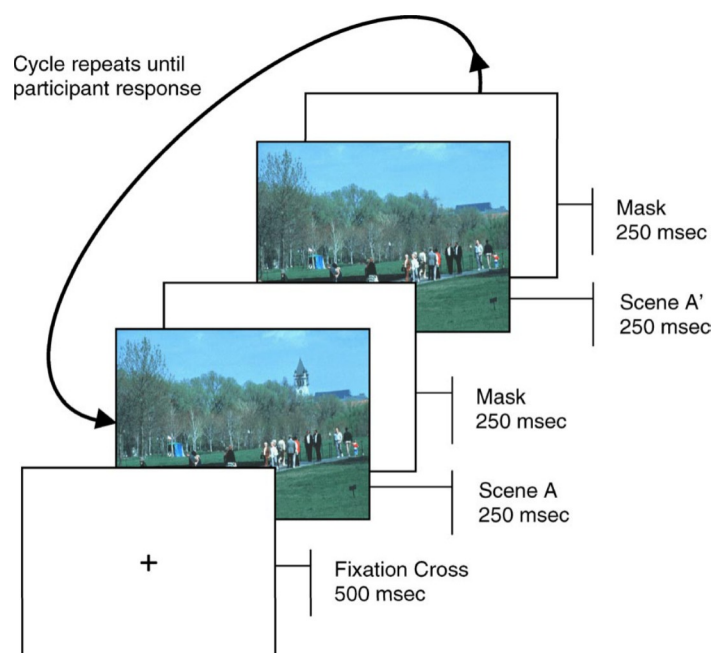 Cycle repeats until
participant response
Mask
250 msec
Scene A’
250 msec
Mask
250 msec
Scene A
250 msec
+
Fixation Cross
500 msec